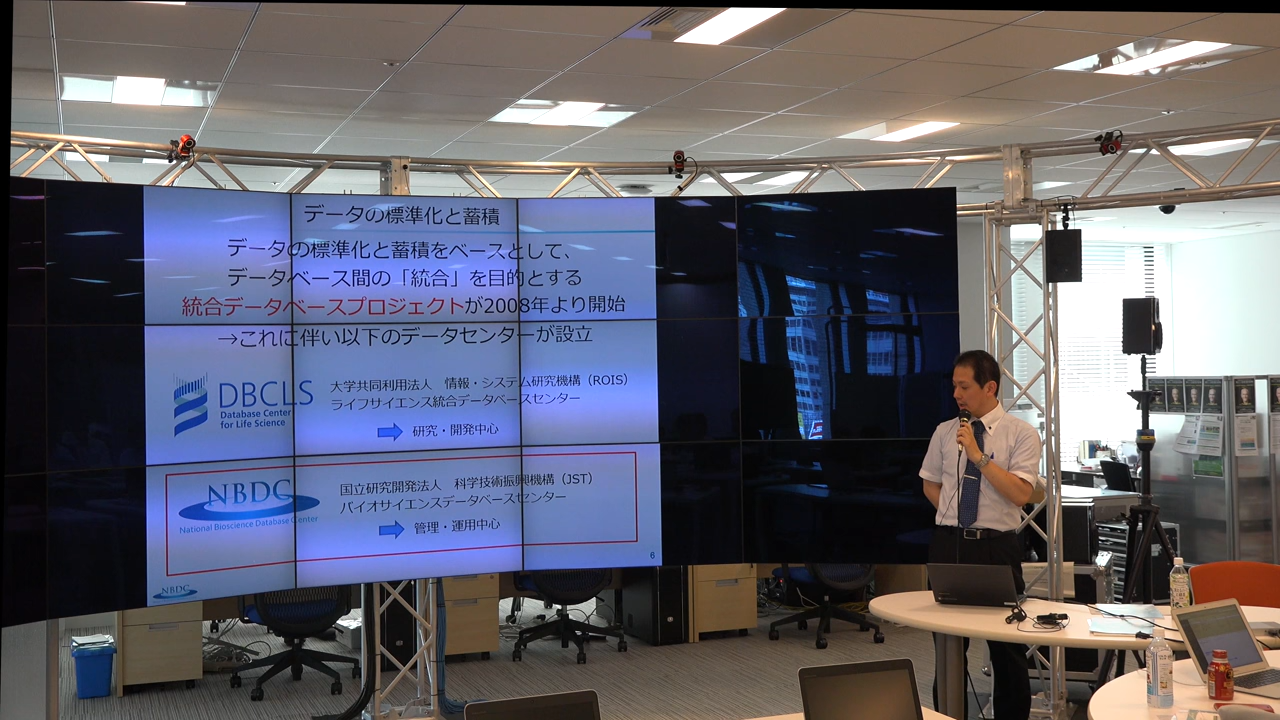 データの標準化と蓄積
データの標準化と蓄積をベースとして、
データベース間の「統合」を目的とする
統合データベースプロジェクトが2008年より開始
→これに伴い以下のデータセンターが設立
DBCLS
Database Center
for Life Science
大学共同利用法人 情報・システム研究機構（ROIS）
ライフサイエンス統合データベースセンター
研究・開発中心
NBDC
National Bioscience Database Center
国立研究開発法人 科学技術振興機構（JST）
バイオサイエンスデータベースセンター
管理・運用中心
6
NBDC